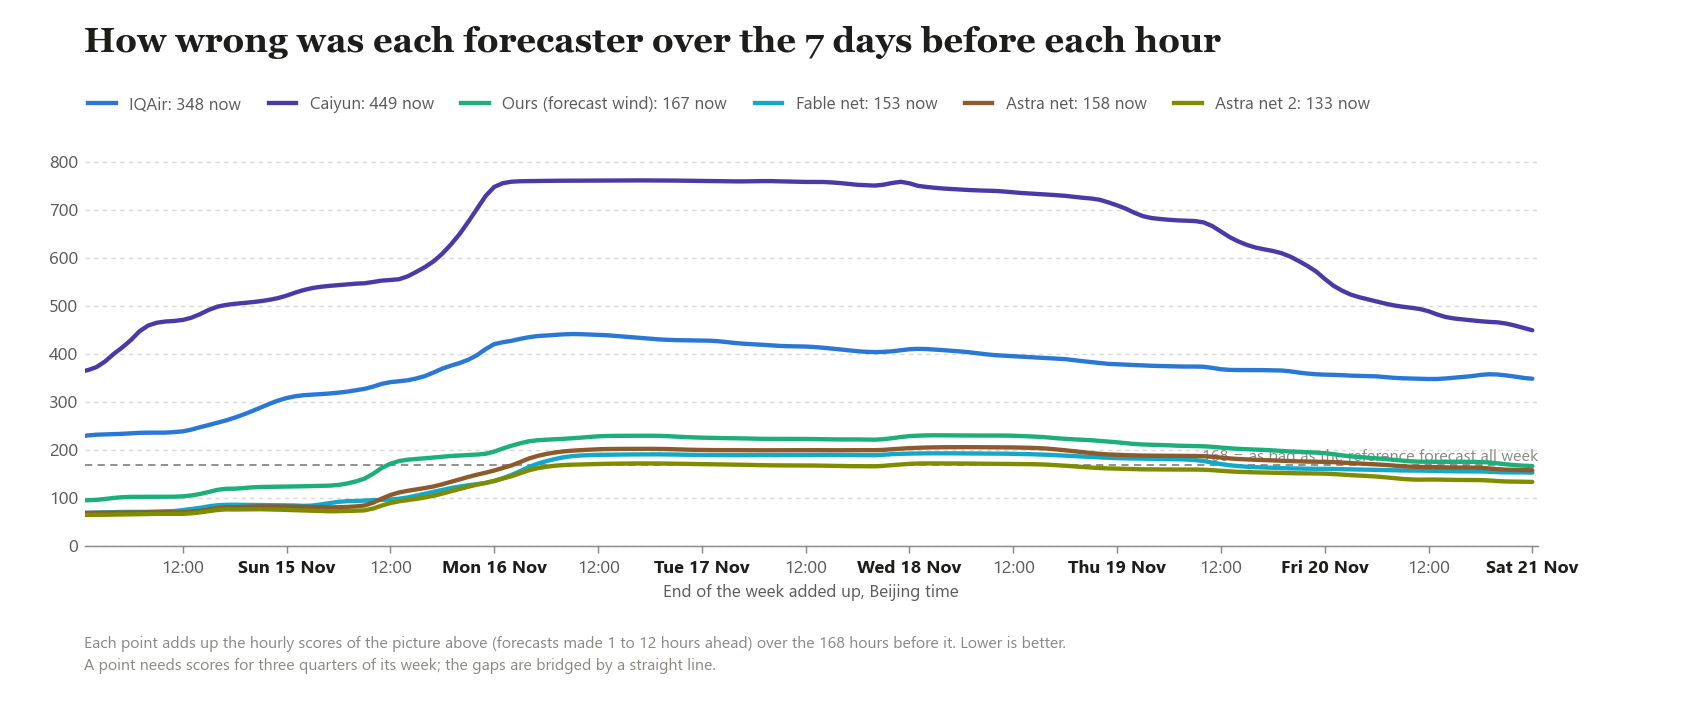 How wrong was each forecaster over the 7 days before each hour
IQAir: 348 now Caiyun: 449 now Ours (forecast wind): 167 now Fable net: 153 now Astra net: 158 now Astra net 2: 133 now
800
700
600
500
400
300
200
168 = as bad as the reference forecast all week
100
0
12:00 Sun 15 Nov 12:00 Mon 16 Nov 12:00 Tue 17 Nov 12:00 Wed 18 Nov 12:00 Thu 19 Nov 12:00 Fri 20 Nov 12:00 Sat 21 Nov
End of the week added up, Beijing time
Each point adds up the hourly scores of the picture above (forecasts made 1 to 12 hours ahead) over the 168 hours before it. Lower is better.
A point needs scores for three quarters of its week; the gaps are bridged by a straight line.